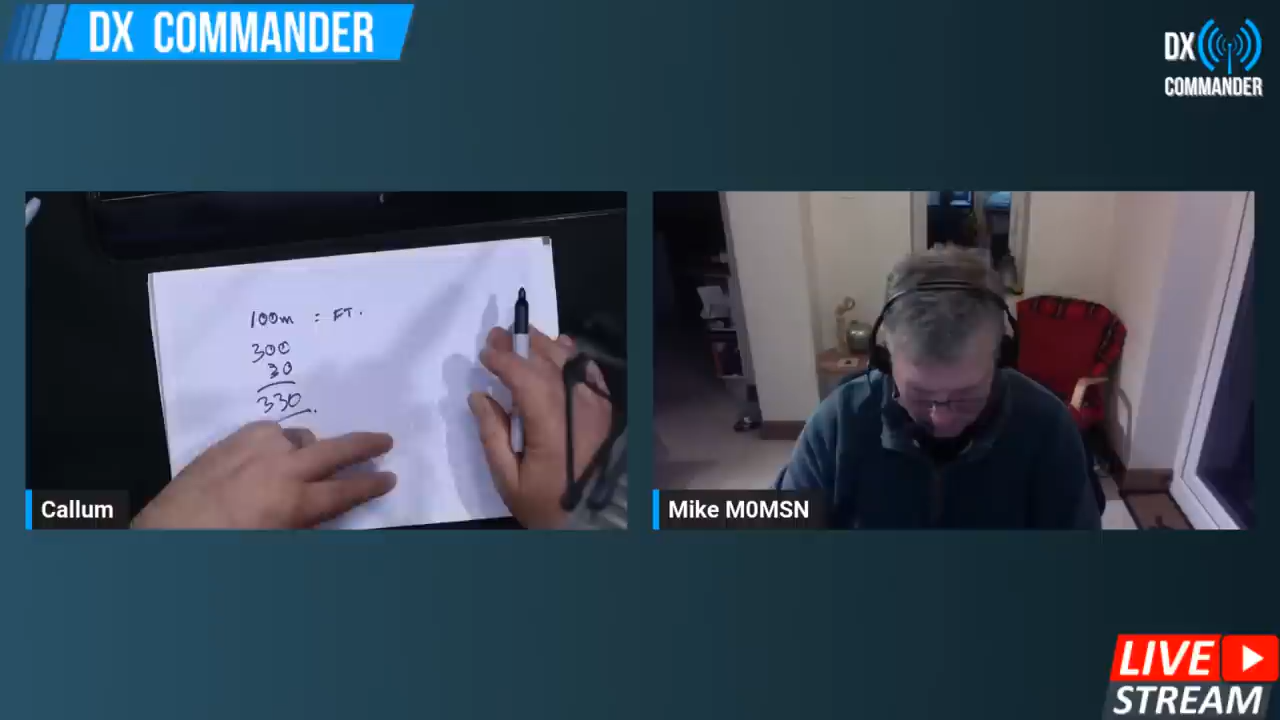 DX COMMANDER
DX
COMMANDER
100m = FT.
300
30
330
Callum
Mike M0MSN
LIVE
STREAM